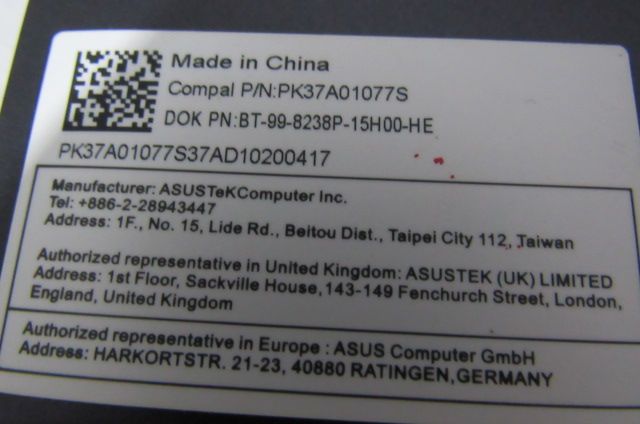 Made in China
Compal P/N:PK37A01077S
DOK PN:BT-99-8238P-15H00-HE
PK37A01077S37AD10200417
Manufacturer: ASUSTeKComputer Inc.
Tel: +886-2-28943447
Address: 1F., No. 15, Lide Rd., Beitou Dist., Taipei City 112, Taiwan
Authorized representative in United Kingdom: ASUSTEK (UK) LIMITED
Address: 1st Floor, Sackville House,143-149 Fenchurch Street, London,
England, United Kingdom
Authorized representative in Europe : ASUS Computer GmbH
Address: HARKORTSTR. 21-23, 40880 RATINGEN,GERMANY